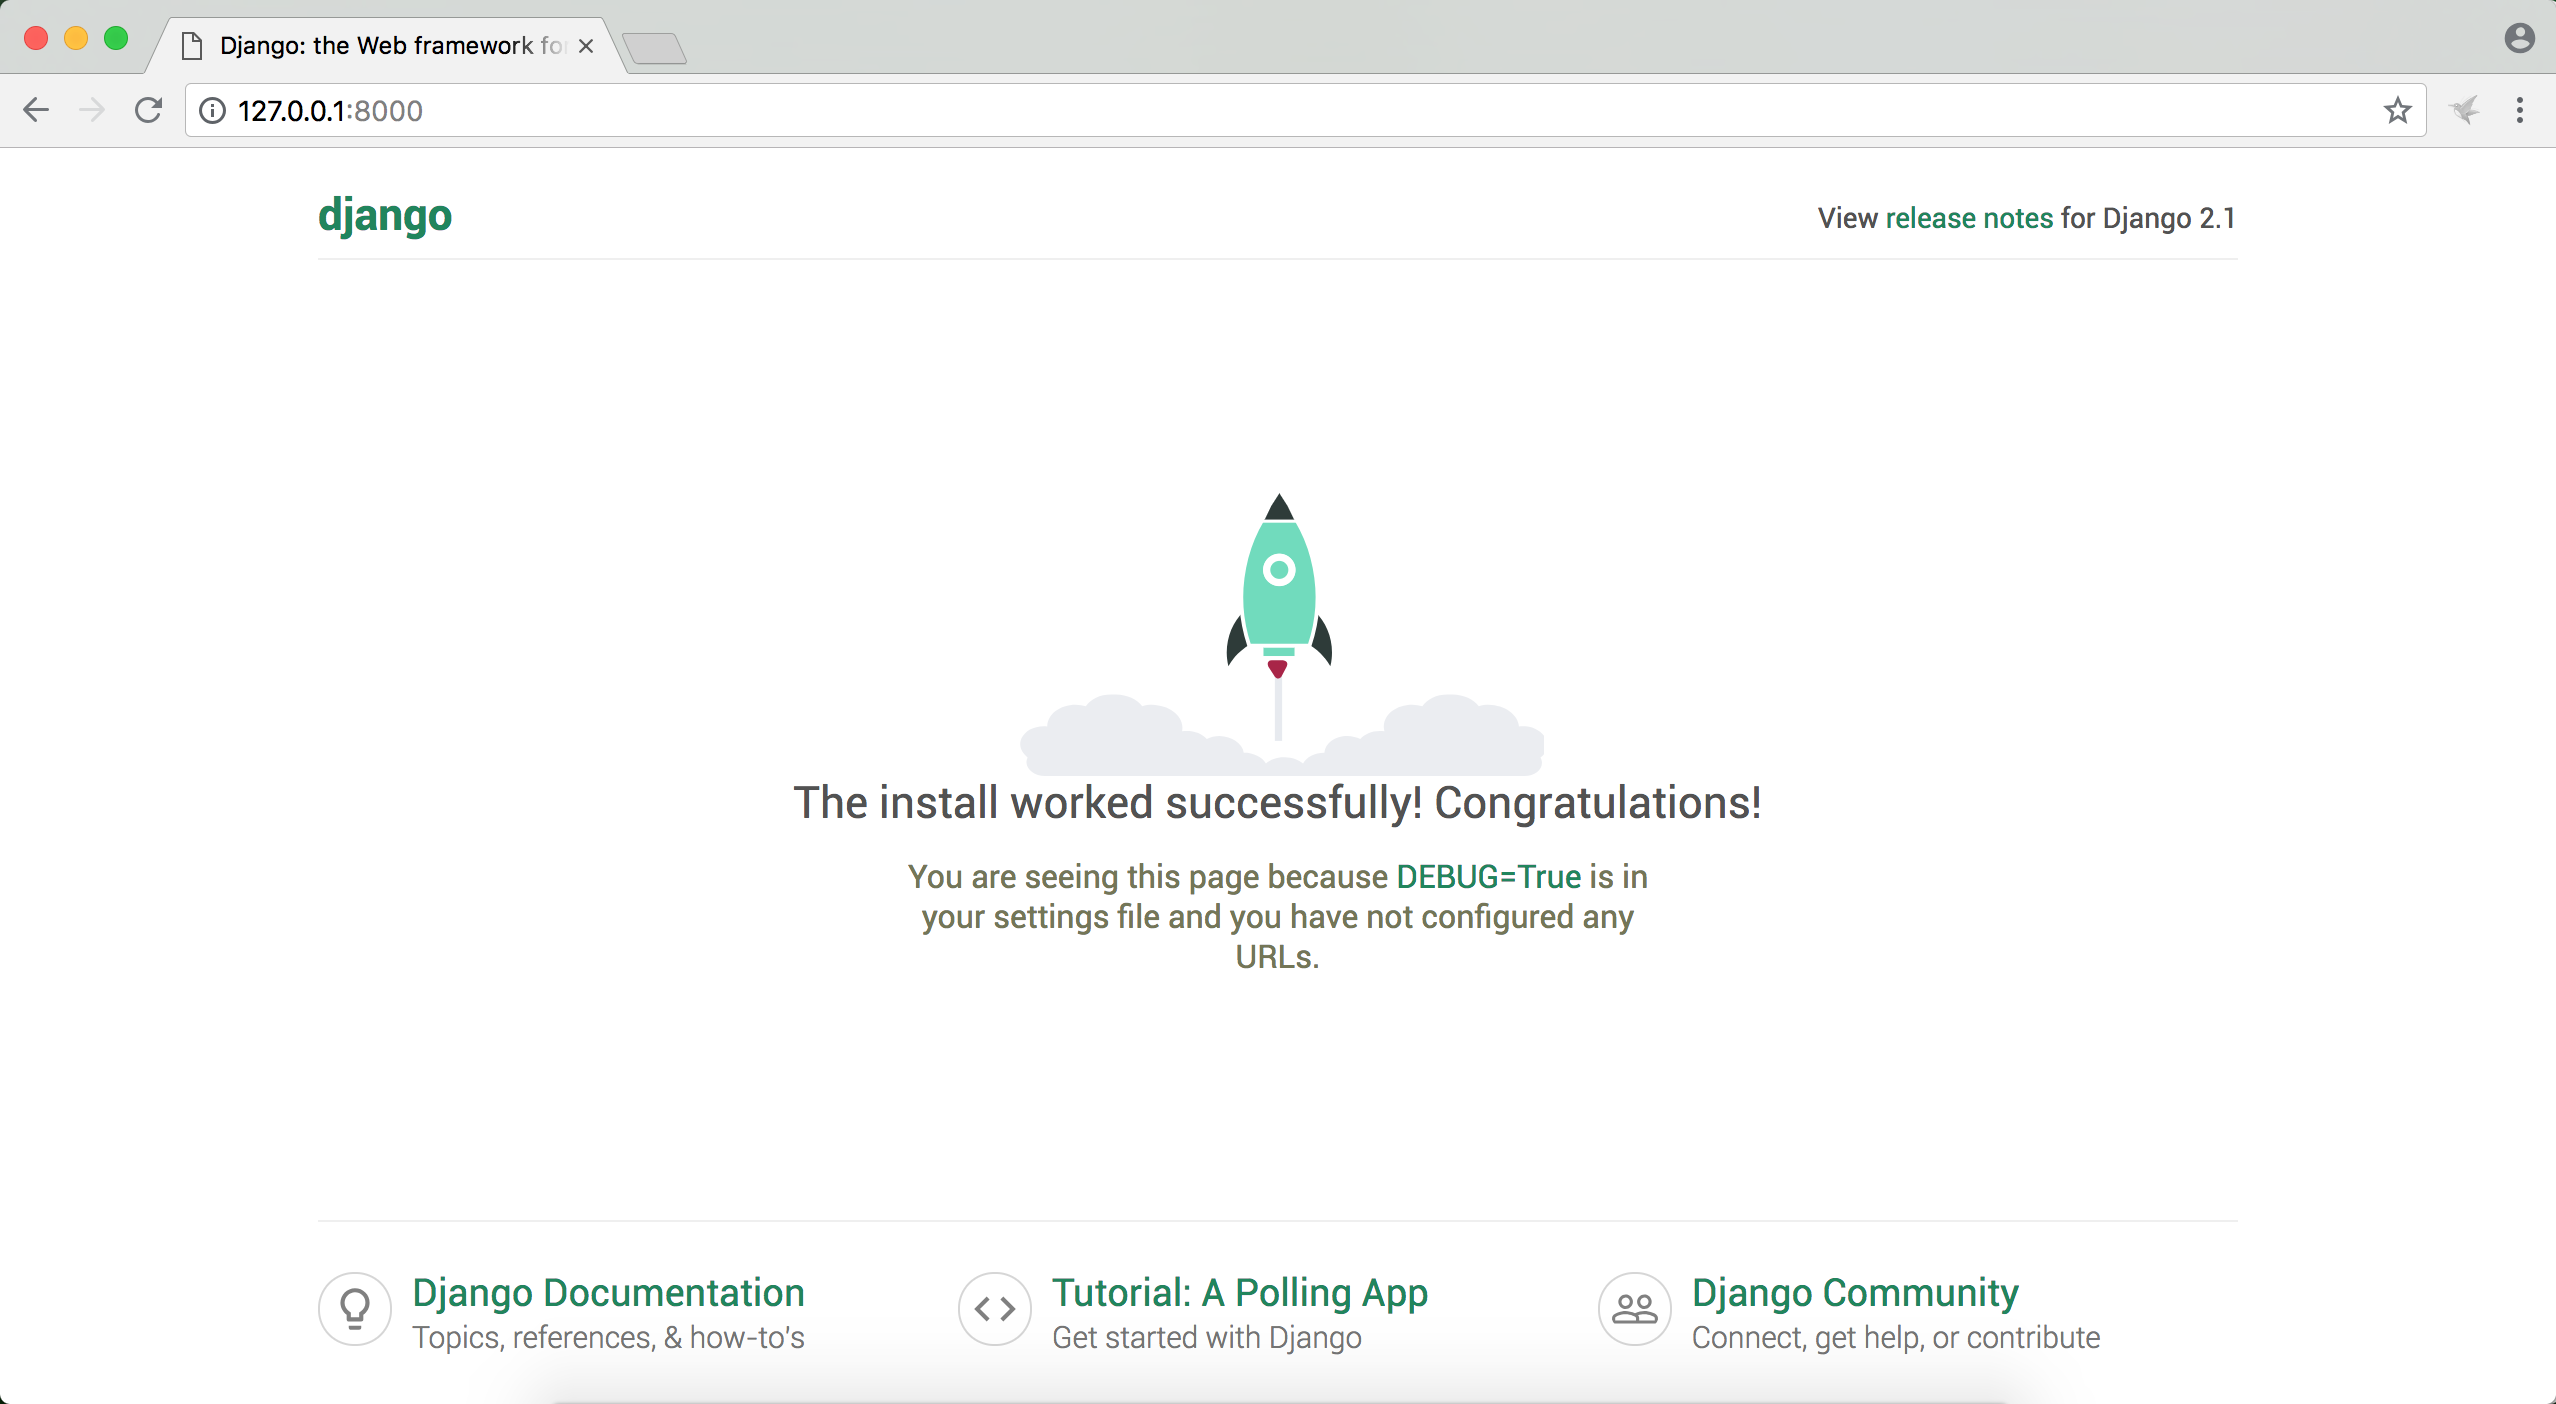 Django: the Web framework for
127.0.0.1:8000
django
View release notes for Django 2.1
The install worked successfully! Congratulations!
You are seeing this page because DEBUG=True is in
your settings file and you have not configured any
URLs.
Django Documentation
Topics, references, & how-to's
Tutorial: A Polling App
Get started with Django
Django Community
Connect, get help, or contribute